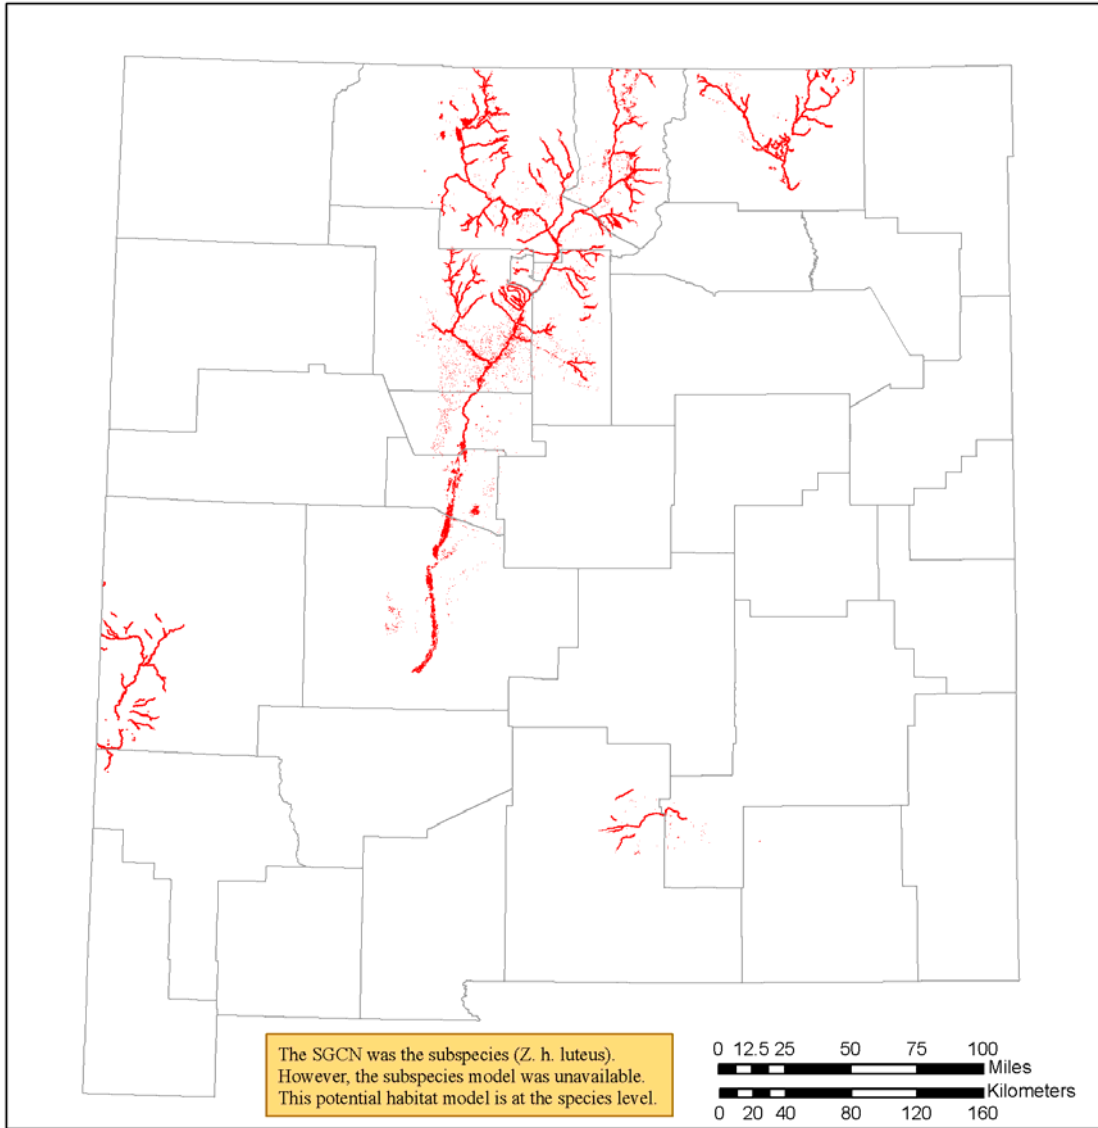 The SGCN was the subspecies (Z. h. luteus).
However, the subspecies model was unavailable.
This potential habitat model is at the species level.
0 12.5 25 50 75 100
Miles
Kilometers
0 20 40 80 120 160